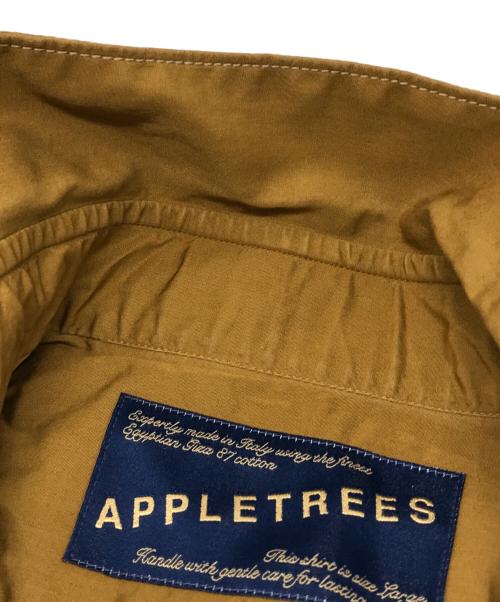 Expertly made in Italy using the finest
Egyptian Giza 87 cotton
APPLETREES
This shirt is size Large
Handle with gentle care for lasting